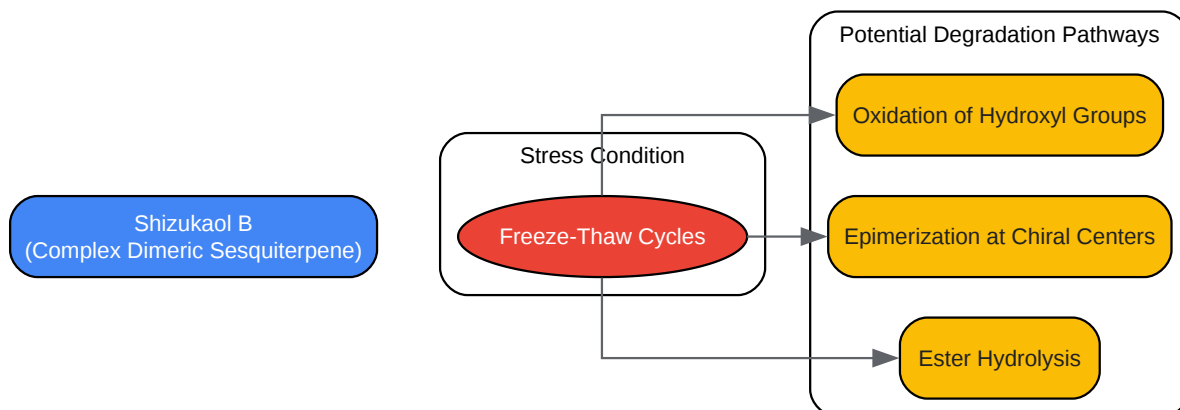 Shizukaol B
(Complex Dimeric Sesquiterpene)
Stress Condition
Freeze-Thaw Cycles
Potential Degradation Pathways
Oxidation of Hydroxyl Groups
Epimerization at Chiral Centers
Ester Hydrolysis